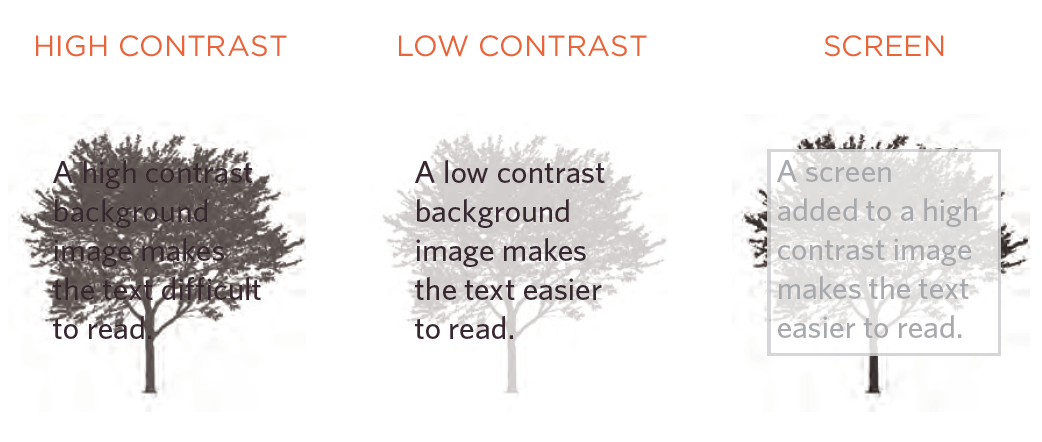 HIGH CONTRAST
A high contrast
background
image makes
the text difficult
to read.
LOW CONTRAST
A low contrast
background
image makes
the text easier
to read.
SCREEN
A screen
added to a high
contrast image
makes the text
easier to read.